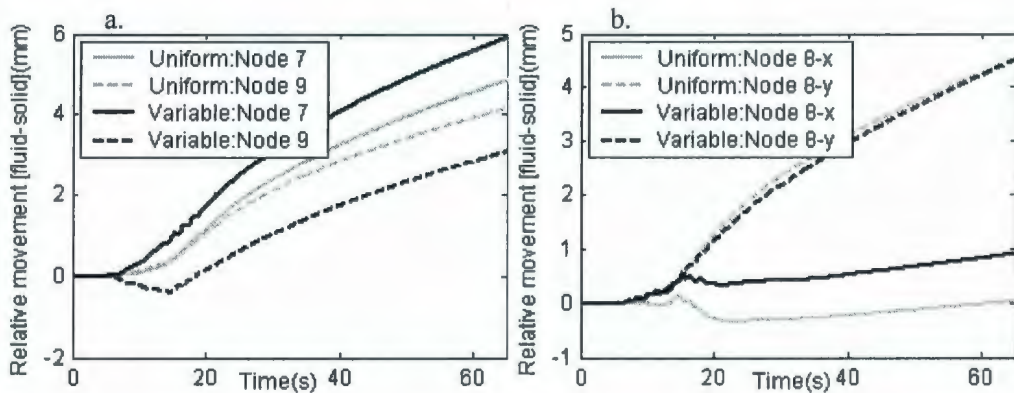 a.
Relative movement [fluid-solid](mm)
6
4
2
0
-2
Uniform:Node 7
Uniform:Node 9
Variable:Node 7
Variable:Node 9
0
20
40
60
Time(s)
b.
Relative movement [fluid-solid](mm)
5
4
3
2
1
0
-1
Uniform:Node 8-x
Uniform:Node 8-y
Variable:Node 8-x
Variable:Node 8-y
0
20
40
60
Time(s)